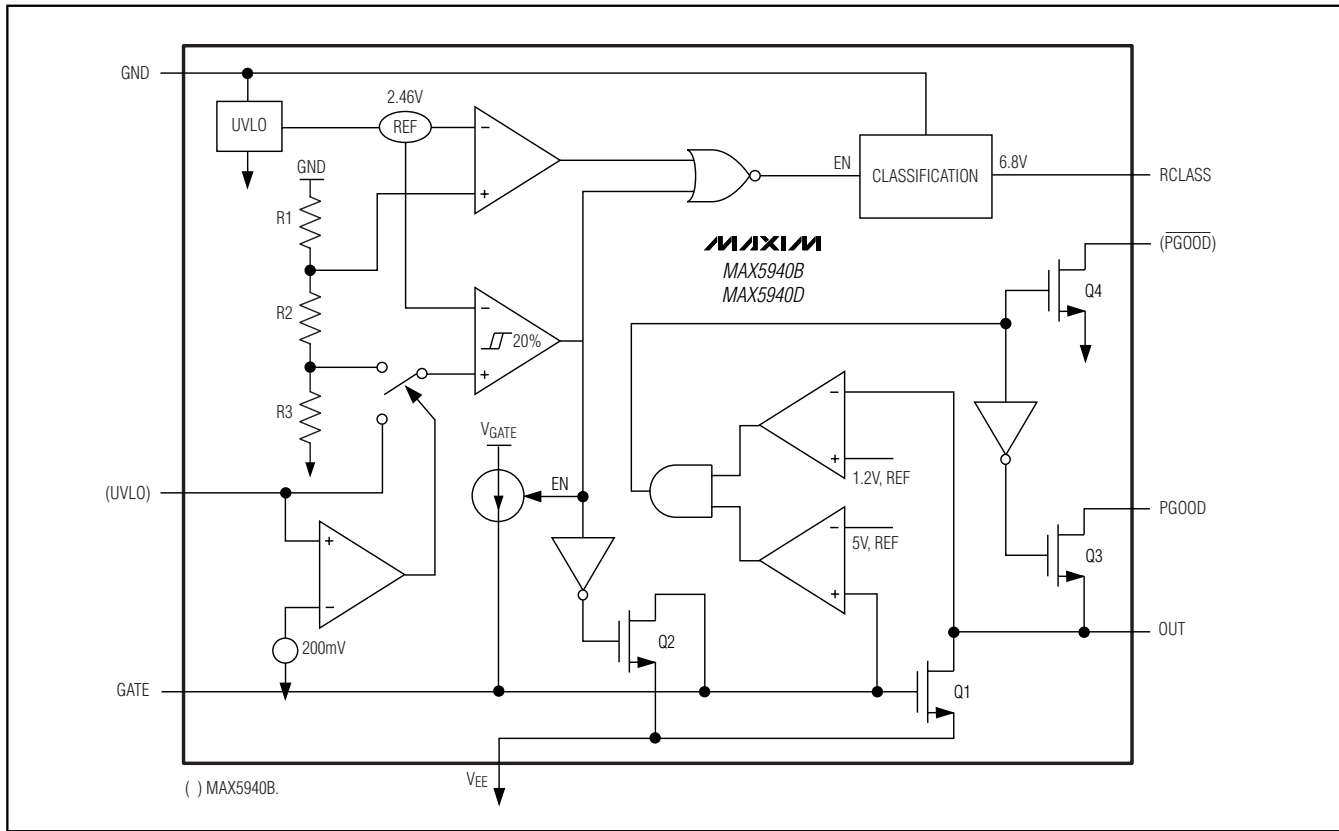 GND
2.46V
UVLO
REF
−
+
GND
R1
EN
CLASSIFICATION
6.8V
RCLASS
MAXIM
MAX5940B
MAX5940D
(PGOOD)
Q4
R2
−
20%
+
R3
VGATE
EN
−
+
1.2V, REF
(UVLO)
−
5V, REF
+
PGOOD
Q3
+
−
200mV
Q2
OUT
GATE
Q1
VEE
( ) MAX5940B.